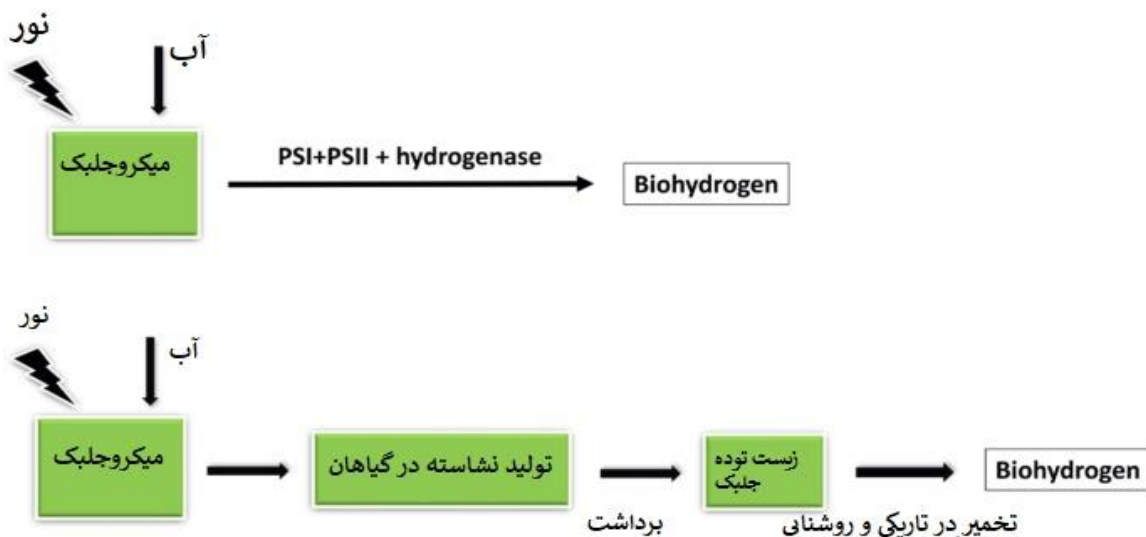 نور
آب
میکروجلبک
PSI+PSII + hydrogenase
Biohydrogen
نور
آب
میکروجلبک
تولید نشاسته در گیاهان
برداشت
زیست توده
جلبک
تخمیر در تاریکی و روشنایی
Biohydrogen